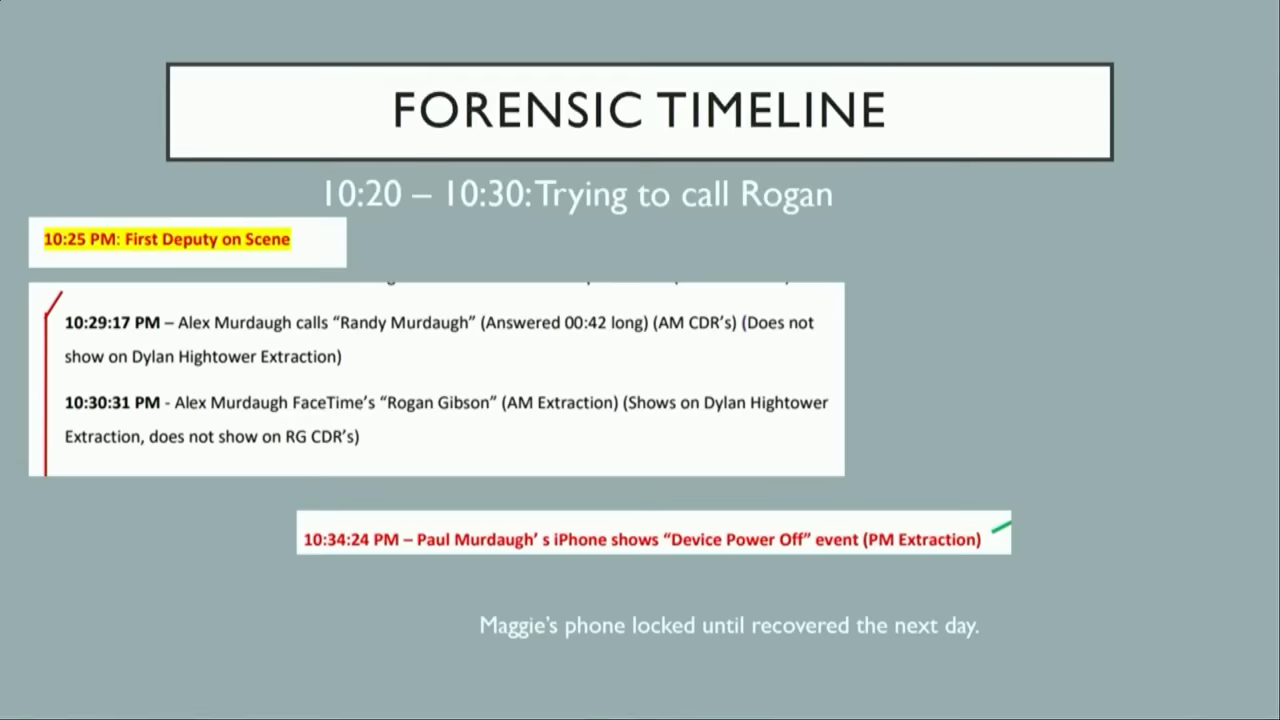 FORENSIC TIMELINE
10:20 – 10:30: Trying to call Rogan
10:25 PM: First Deputy on Scene
10:29:17 PM – Alex Murdaugh calls “Randy Murdaugh” (Answered 00:42 long) (AM CDR’s) (Does not
show on Dylan Hightower Extraction)
10:30:31 PM - Alex Murdaugh FaceTime’s “Rogan Gibson” (AM Extraction) (Shows on Dylan Hightower
Extraction, does not show on RG CDR’s)
10:34:24 PM – Paul Murdaugh’ s iPhone shows “Device Power Off” event (PM Extraction)
Maggie’s phone locked until recovered the next day.